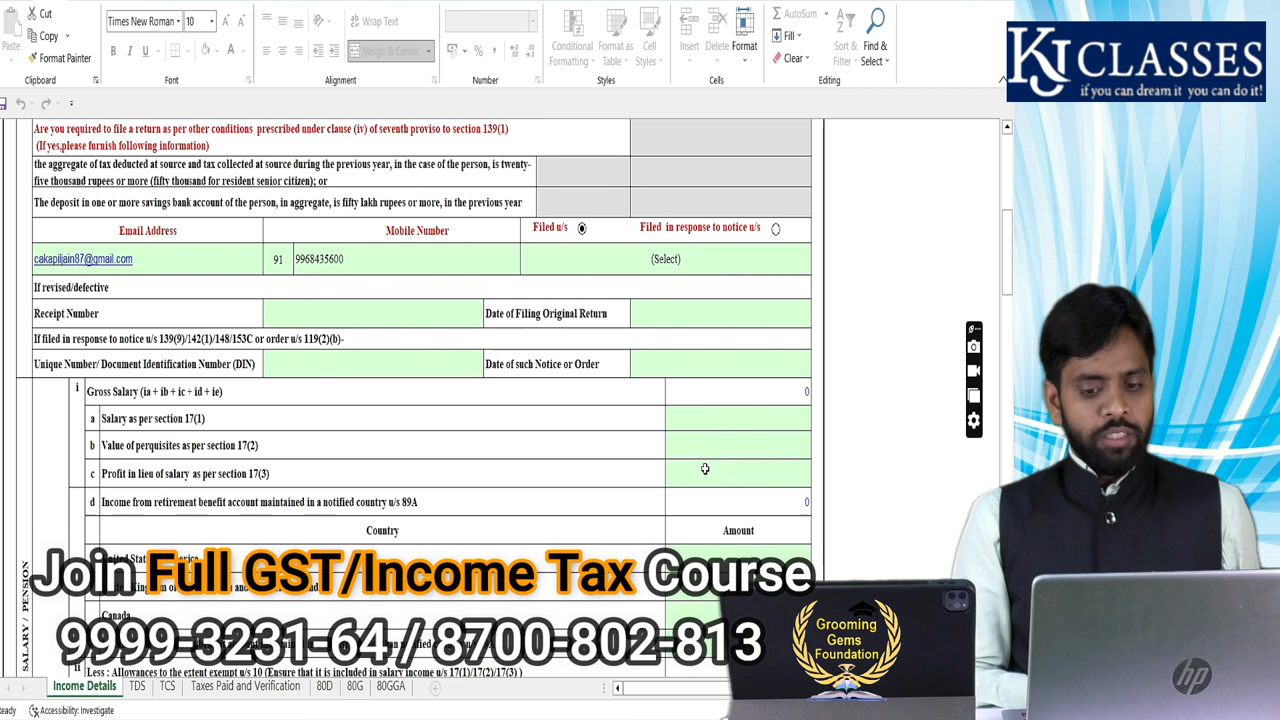 Cut
Times New Roman 10
Wrap Text
AutoSum
Copy
Paste
Fill
Format Painter
Merge & Center
Conditional Formatting
Format as Table
Cell Styles
Insert
Delete
Format
Clear
Sort & Filter
Find & Select
Clipboard
Font
Alignment
Number
Styles
Cells
Editing
KJ CLASSES
if you can dream it you can do it!
Are you required to file a return as per other conditions prescribed under clause (iv) of seventh proviso to section 139(1)
(If yes,please furnish following information)
the aggregate of tax deducted at source and tax collected at source during the previous year, in the case of the person, is twenty-
five thousand rupees or more (fifty thousand for resident senior citizen); or
The deposit in one or more savings bank account of the person, in aggregate, is fifty lakh rupees or more, in the previous year
Email Address Mobile Number Filed u/s Filed in response to notice u/s
cakapiljain87@gmail.com 91 9968435600 (Select)
If revised/defective
Receipt Number Date of Filing Original Return
If filed in response to notice u/s 139(9)/142(1)/148/153C or order u/s 119(2)(b)-
Unique Number/ Document Identification Number (DIN) Date of such Notice or Order
i Gross Salary (ia + ib + ic + id + ie) 0
a Salary as per section 17(1)
b Value of perquisites as per section 17(2)
c Profit in lieu of salary as per section 17(3)
d Income from retirement benefit account maintained in a notified country u/s 89A 0
Country Amount
Join Full GST/Income Tax Course
Canada
9999-3231-64 / 8700-802-813
SALARY / PENSION
ii Less : Allowances to the extent exempt u/s 10 (Ensure that it is included in salary income u/s 17(1)/17(2)/17(3) )
Income Details TDS TCS Taxes Paid and Verification 80D 80G 80GGA
Ready Accessibility: Investigate
Grooming
Gems
Foundation
hp